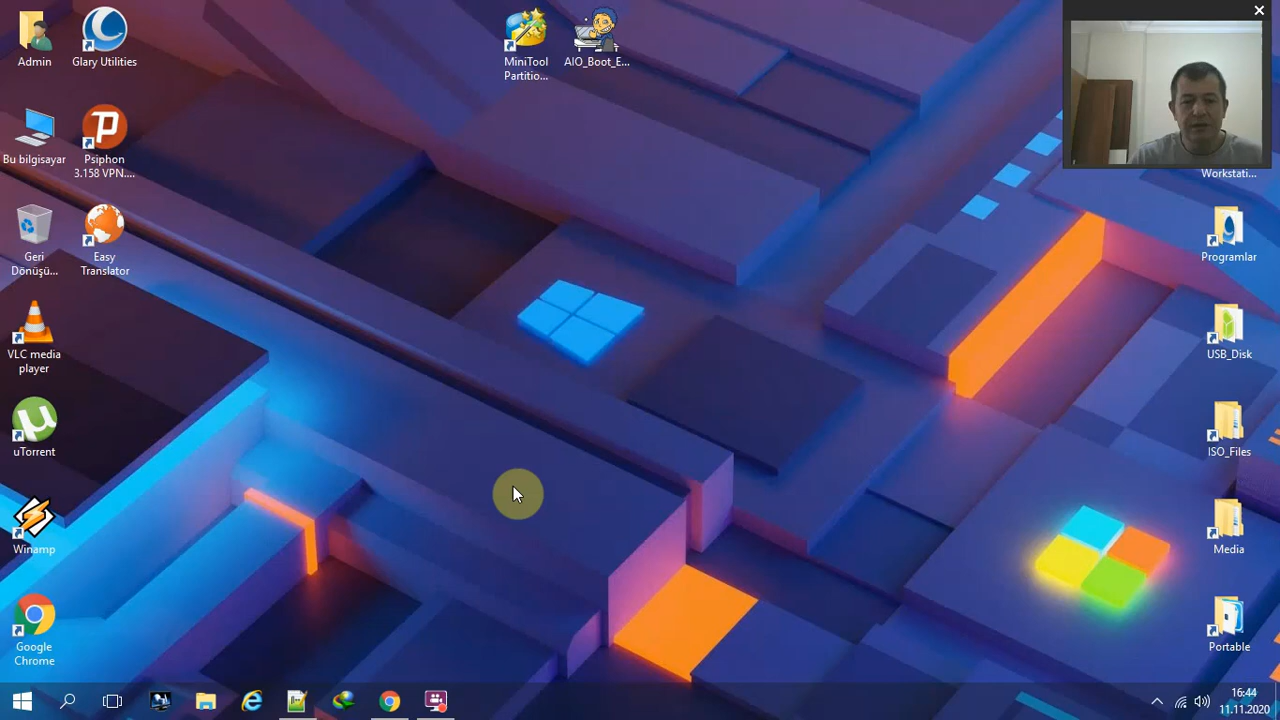 Admin
Glary Utilities
Bu bilgisayar
Psiphon
3.158 VPN....
Geri
Dönüşü...
Easy
Translator
VLC media
player
uTorrent
Winamp
Google
Chrome
MiniTool
Partitio...
AIO_Boot_E...
Workstati...
Programlar
USB_Disk
ISO_Files
Media
Portable
16:44
11.11.2020